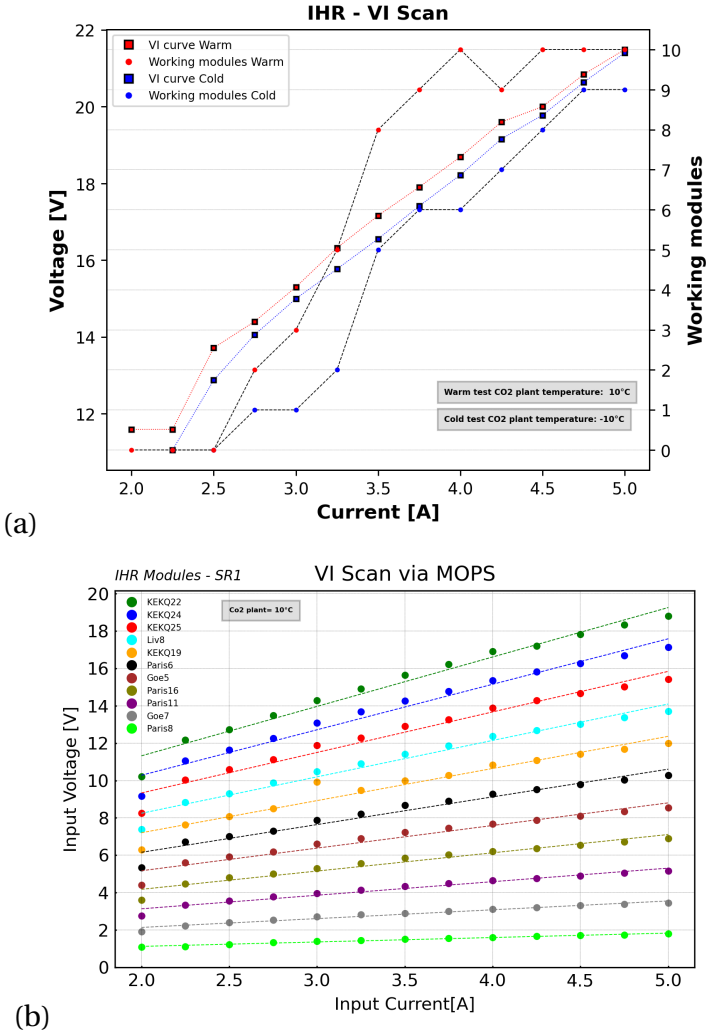 IHR - VI Scan
22
20
18
16
14
12
Voltage [V]
VI curve Warm
Working modules Warm
VI curve Cold
Working modules Cold
10
9
8
7
6
5
4
3
2
1
0
Working modules
Warm test CO2 plant temperature:  10°C
Cold test CO2 plant temperature: -10°C
2.0 2.5 3.0 3.5 4.0 4.5 5.0
Current [A]
(a)
IHR Modules - SR1
VI Scan via MOPS
20
18
16
14
12
10
8
6
4
2
0
Input Voltage [V]
KEKQ22
KEKQ24
KEKQ25
Liv8
KEKQ19
Paris6
Goe5
Paris16
Paris11
Goe7
Paris8
Co2 plant= 10°C
2.0 2.5 3.0 3.5 4.0 4.5 5.0
Input Current[A]
(b)